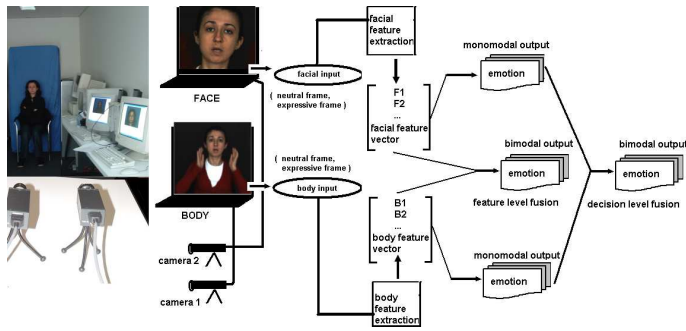 FACE
BODY
camera 2
camera 1
facial input
( neutral frame,
expressive frame )
( neutral frame,
expressive frame )
body input
facial
feature
extraction
F1
F2
...
facial feature
vector
B1
B2
...
body feature
vector
body
feature
extraction
monomodal output
emotion
bimodal output
emotion
feature level fusion
monomodal output
emotion
bimodal output
emotion
decision level fusion